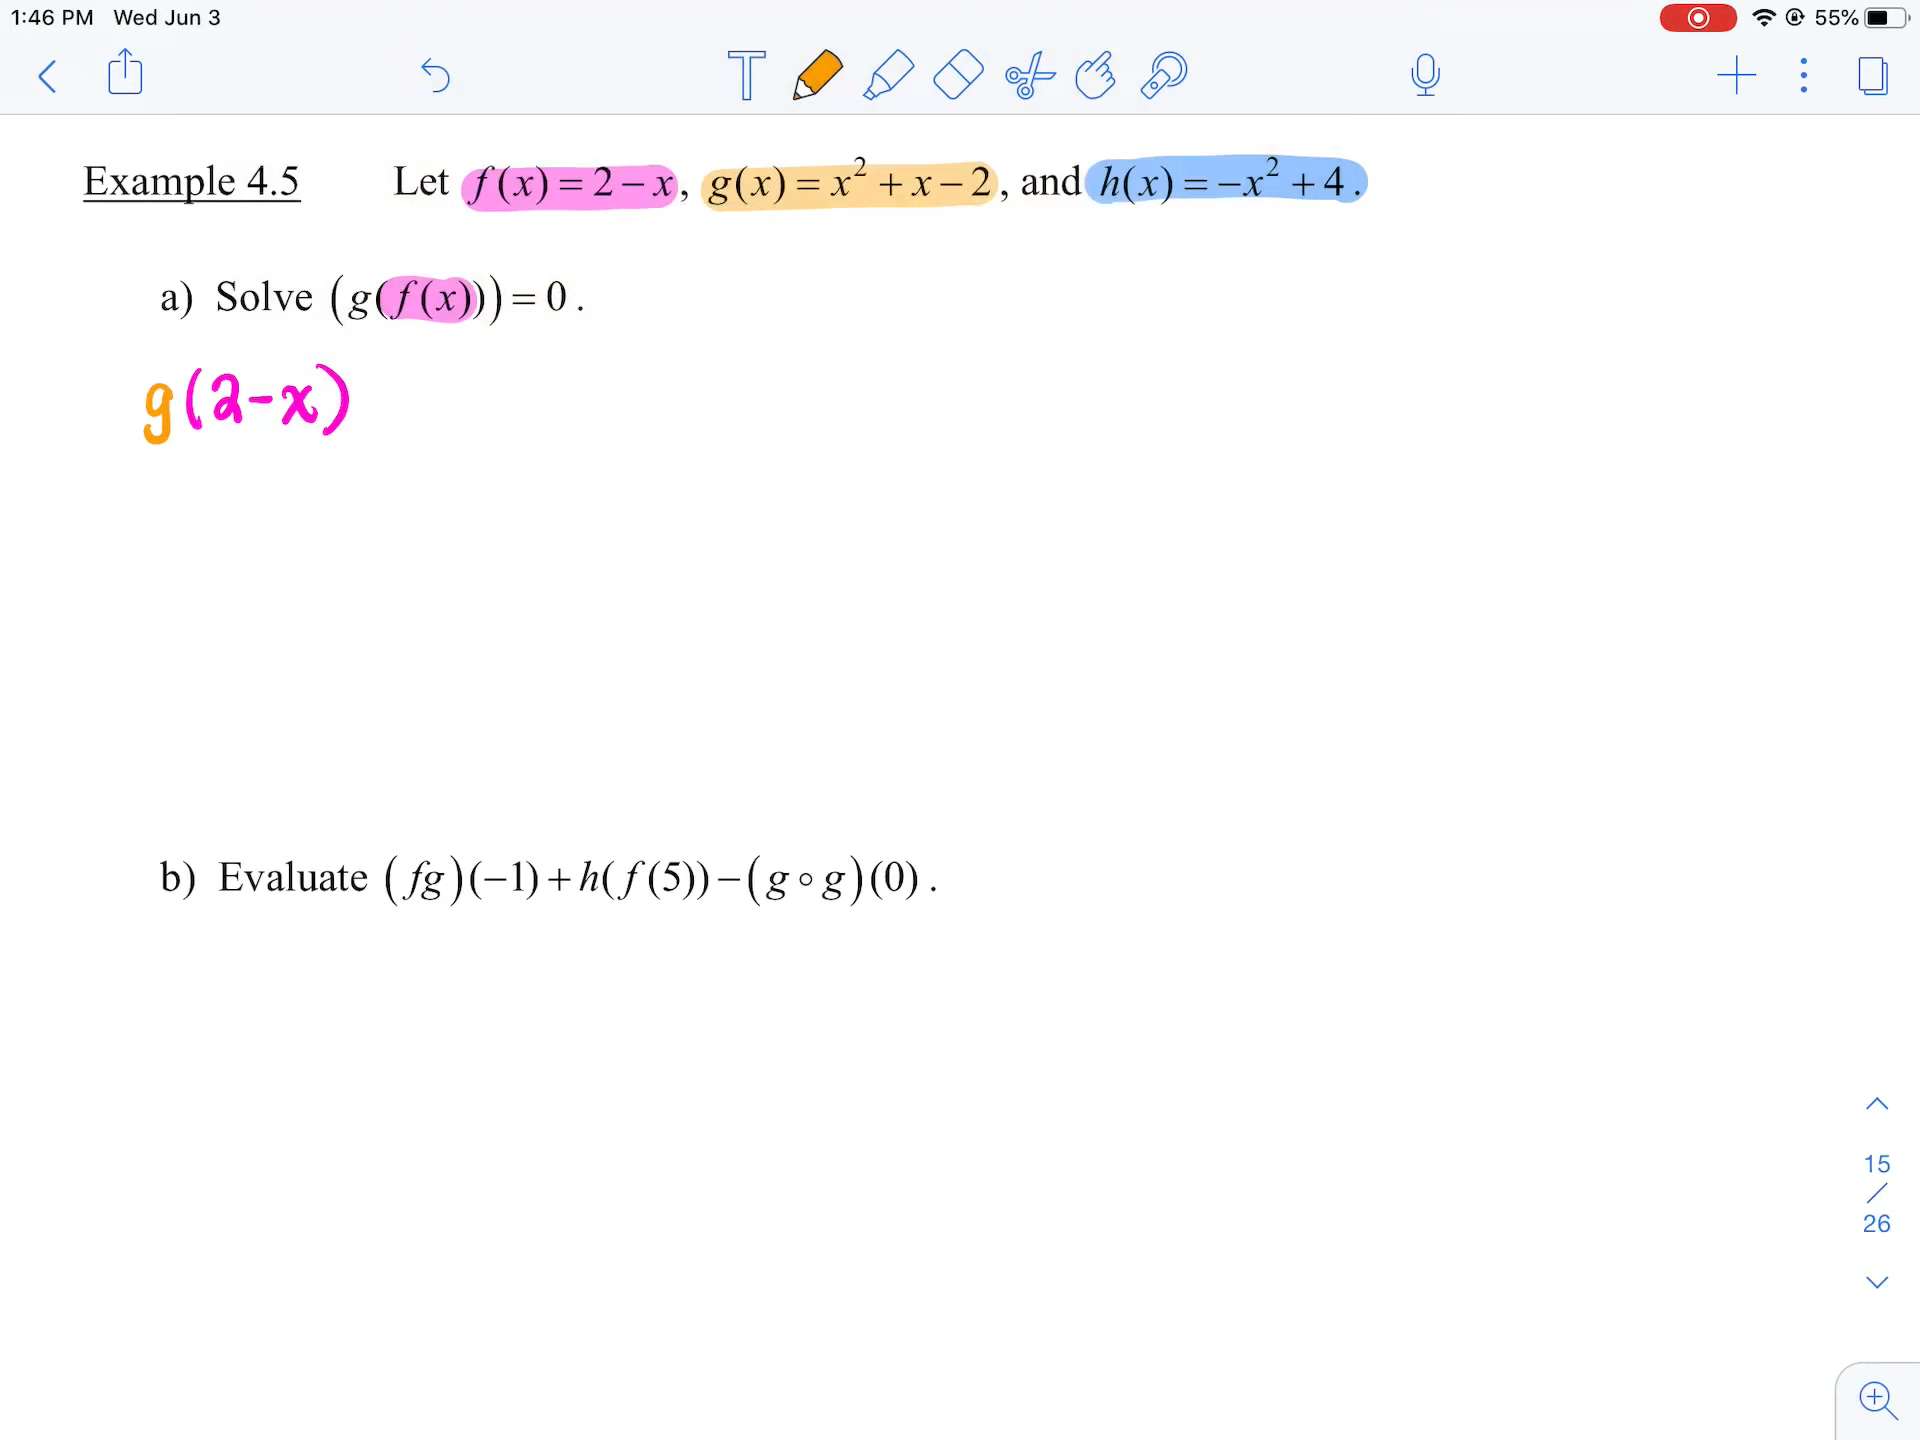 1:46 PM Wed Jun 3 55%
T
Example 4.5 Let f(x) = 2 − x, g(x) = x² + x − 2, and h(x) = −x² + 4.
a) Solve (g(f(x))) = 0.
g(2-x)
b) Evaluate (fg)(−1) + h(f(5)) − (g ∘ g)(0).
15
/
26